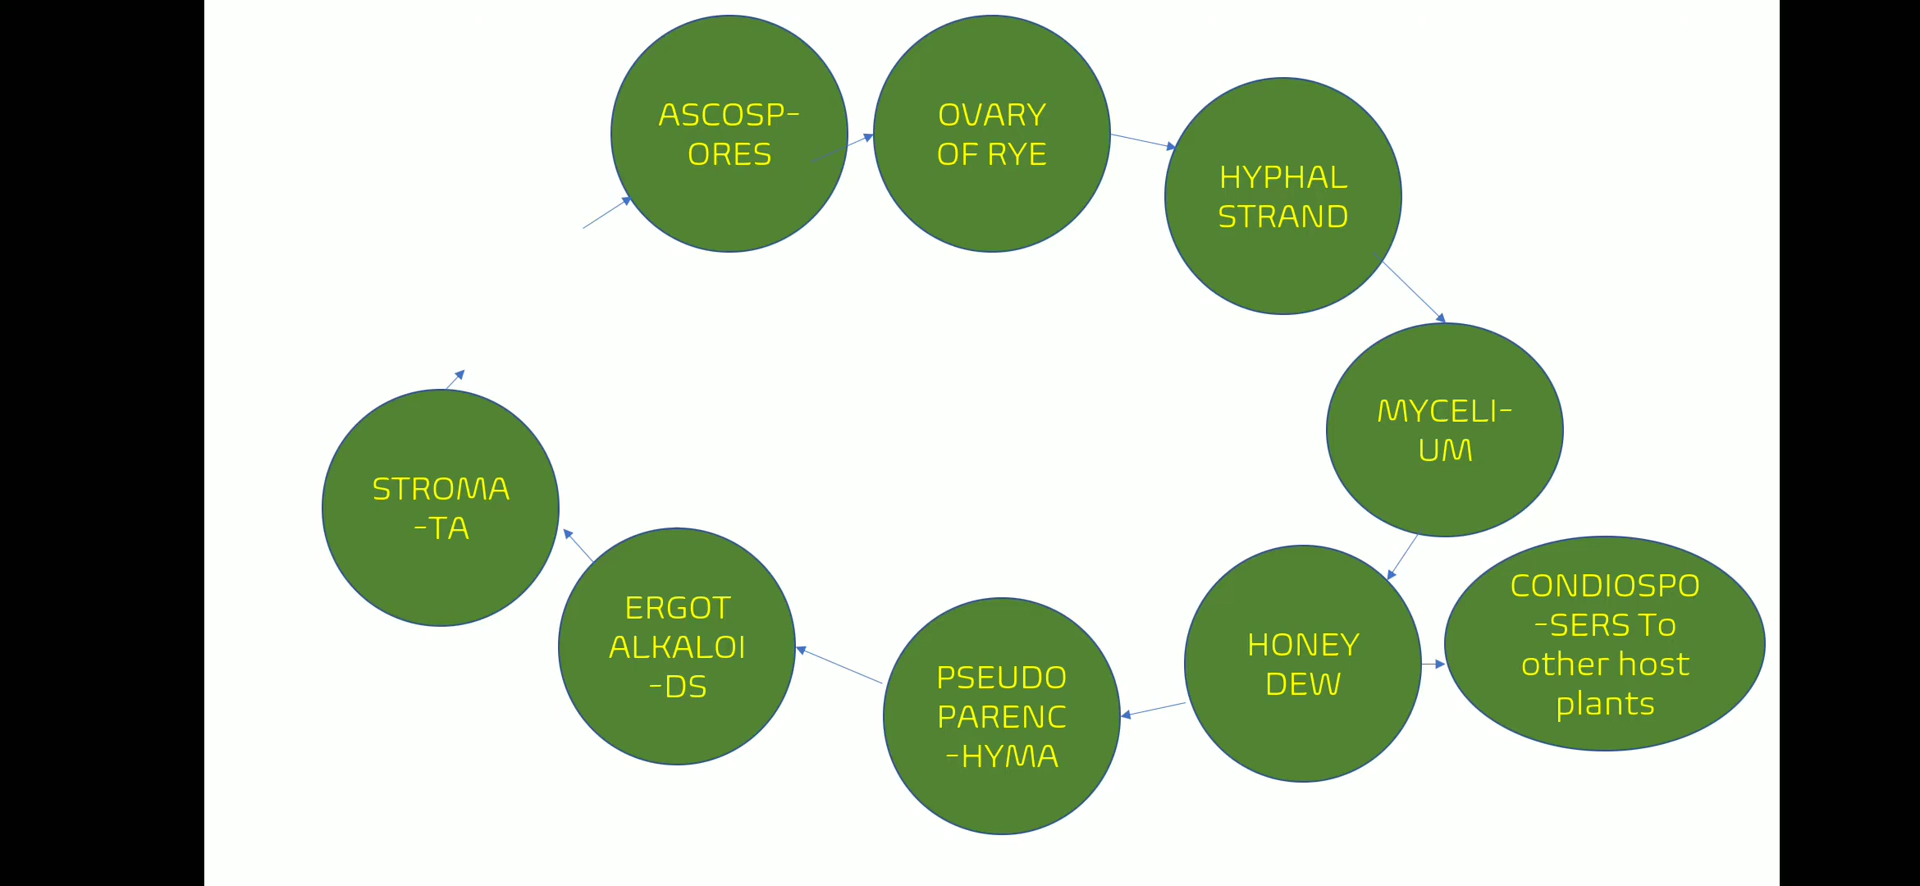 ASCOSP-
ORES
OVARY
OF RYE
HYPHAL
STRAND
MYCELI-
UM
HONEY
DEW
CONDIOSPO
-SERS To
other host
plants
PSEUDO
PARENC
-HYMA
ERGOT
ALKALOI
-DS
STROMA
-TA